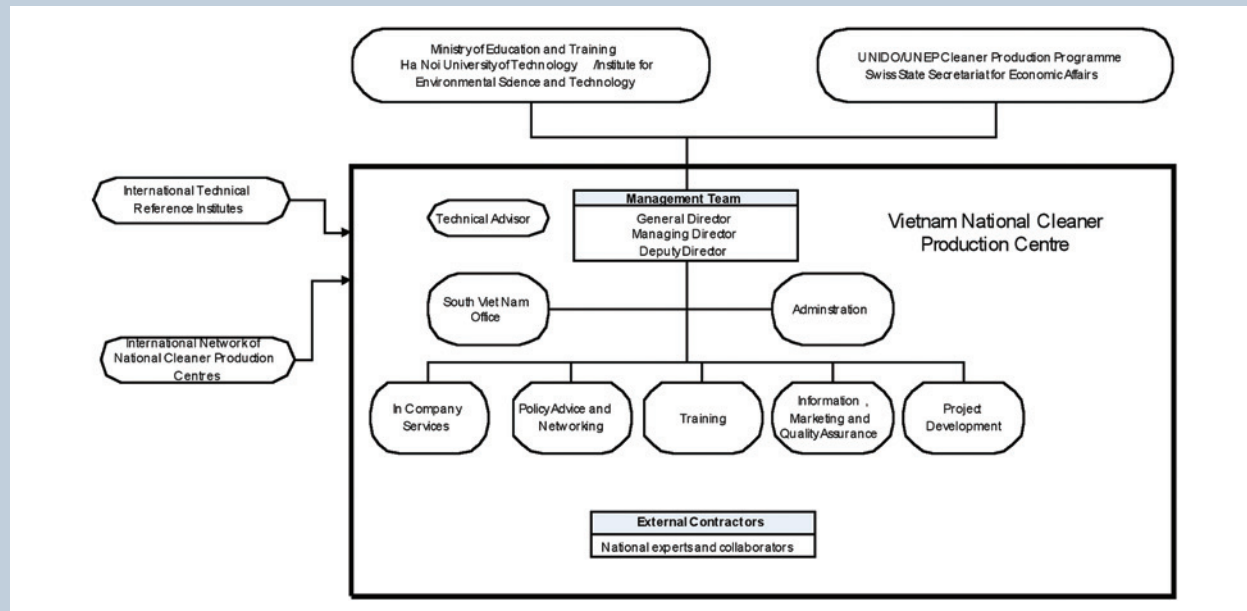 Ministry of Education and Training
Ha Noi University of Technology /Institute for
Environmental Science and Technology
UNIDO/UNEP Cleaner Production Programme
Swiss State Secretariat for Economic Affairs
International Technical
Reference Institutes
International Network of
National Cleaner Production
Centres
Technical Advisor
Management Team
General Director
Managing Director
Deputy Director
Vietnam National Cleaner
Production Centre
South Viet Nam
Office
Adminstration
In Company
Services
Policy Advice and
Networking
Training
Information ,
Marketing and
Quality Assurance
Project
Development
External Contractors
National experts and collaborators